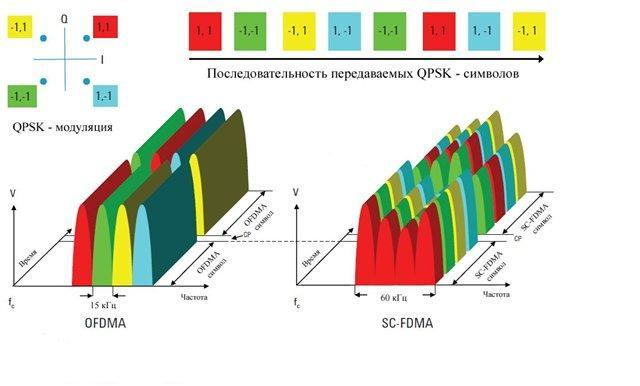 Q
-1,1
1,1
I
-1,-1
1,-1
QPSK - модуляция
1, 1
-1,-1
-1, 1
1, -1
-1,-1
1, 1
1, -1
-1, 1
Последовательность передаваемых QPSK - символов
V
Время
fc
15 кГц
Частота
OFDMA
символ
CP
OFDMA
символ
OFDMA
V
Время
fc
60 кГц
Частота
SC-FDMA
символ
CP
SC-FDMA
символ
SC-FDMA